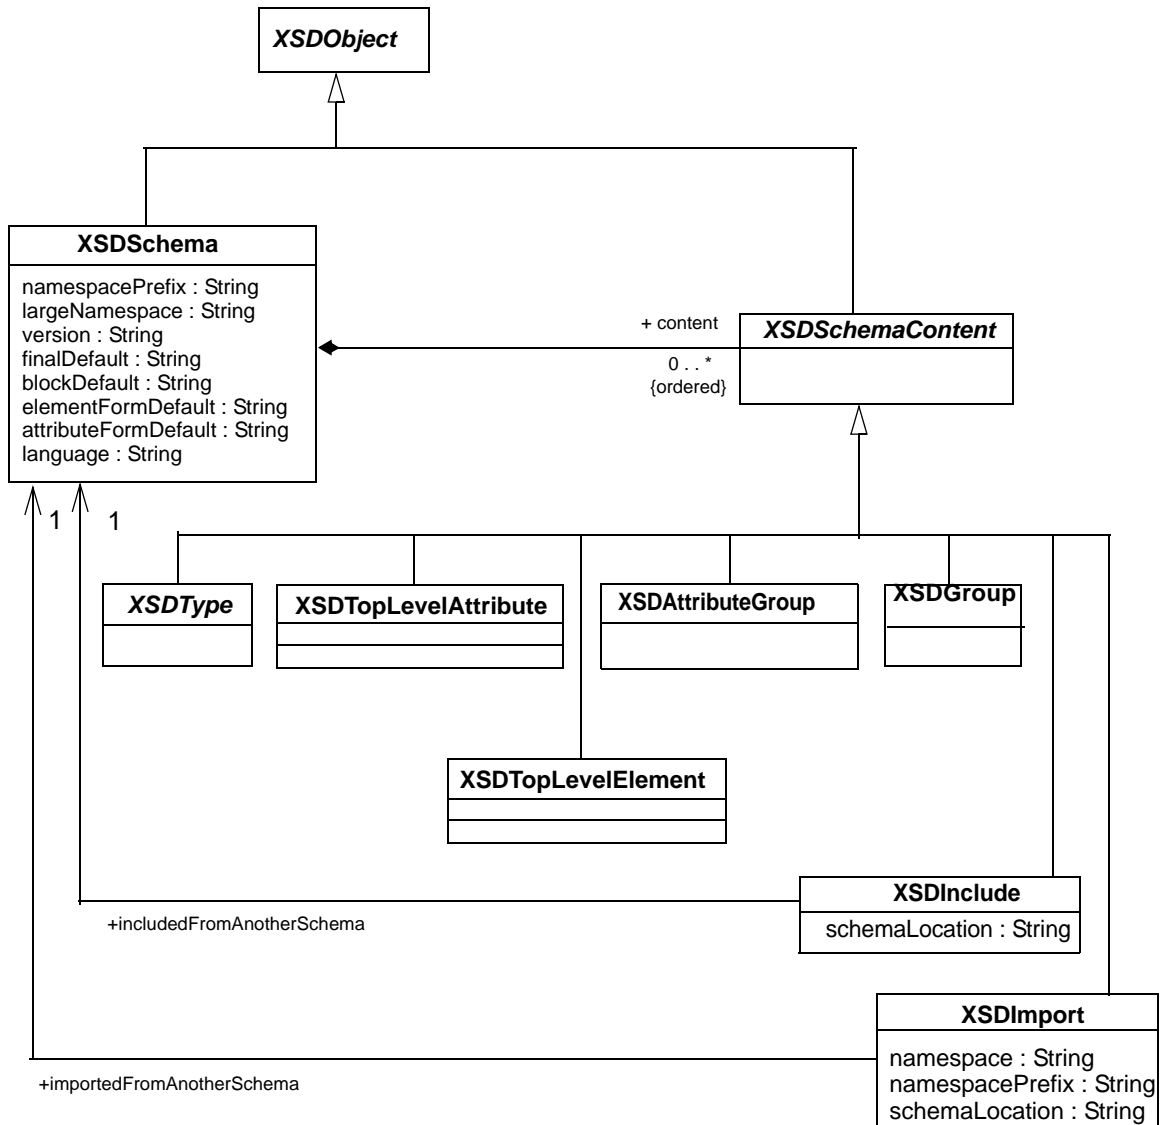 XSDObject
XSDSchema
namespacePrefix : String
largeNamespace : String
version : String
finalDefault : String
blockDefault : String
elementFormDefault : String
attributeFormDefault : String
language : String
+ content
0 . . *
{ordered}
XSDSchemaContent
1
1
XSDType
XSDTopLevelAttribute
XSDAttributeGroup
XSDGroup
XSDTopLevelElement
XSDInclude
schemaLocation : String
+includedFromAnotherSchema
XSDImport
namespace : String
namespacePrefix : String
schemaLocation : String
+importedFromAnotherSchema